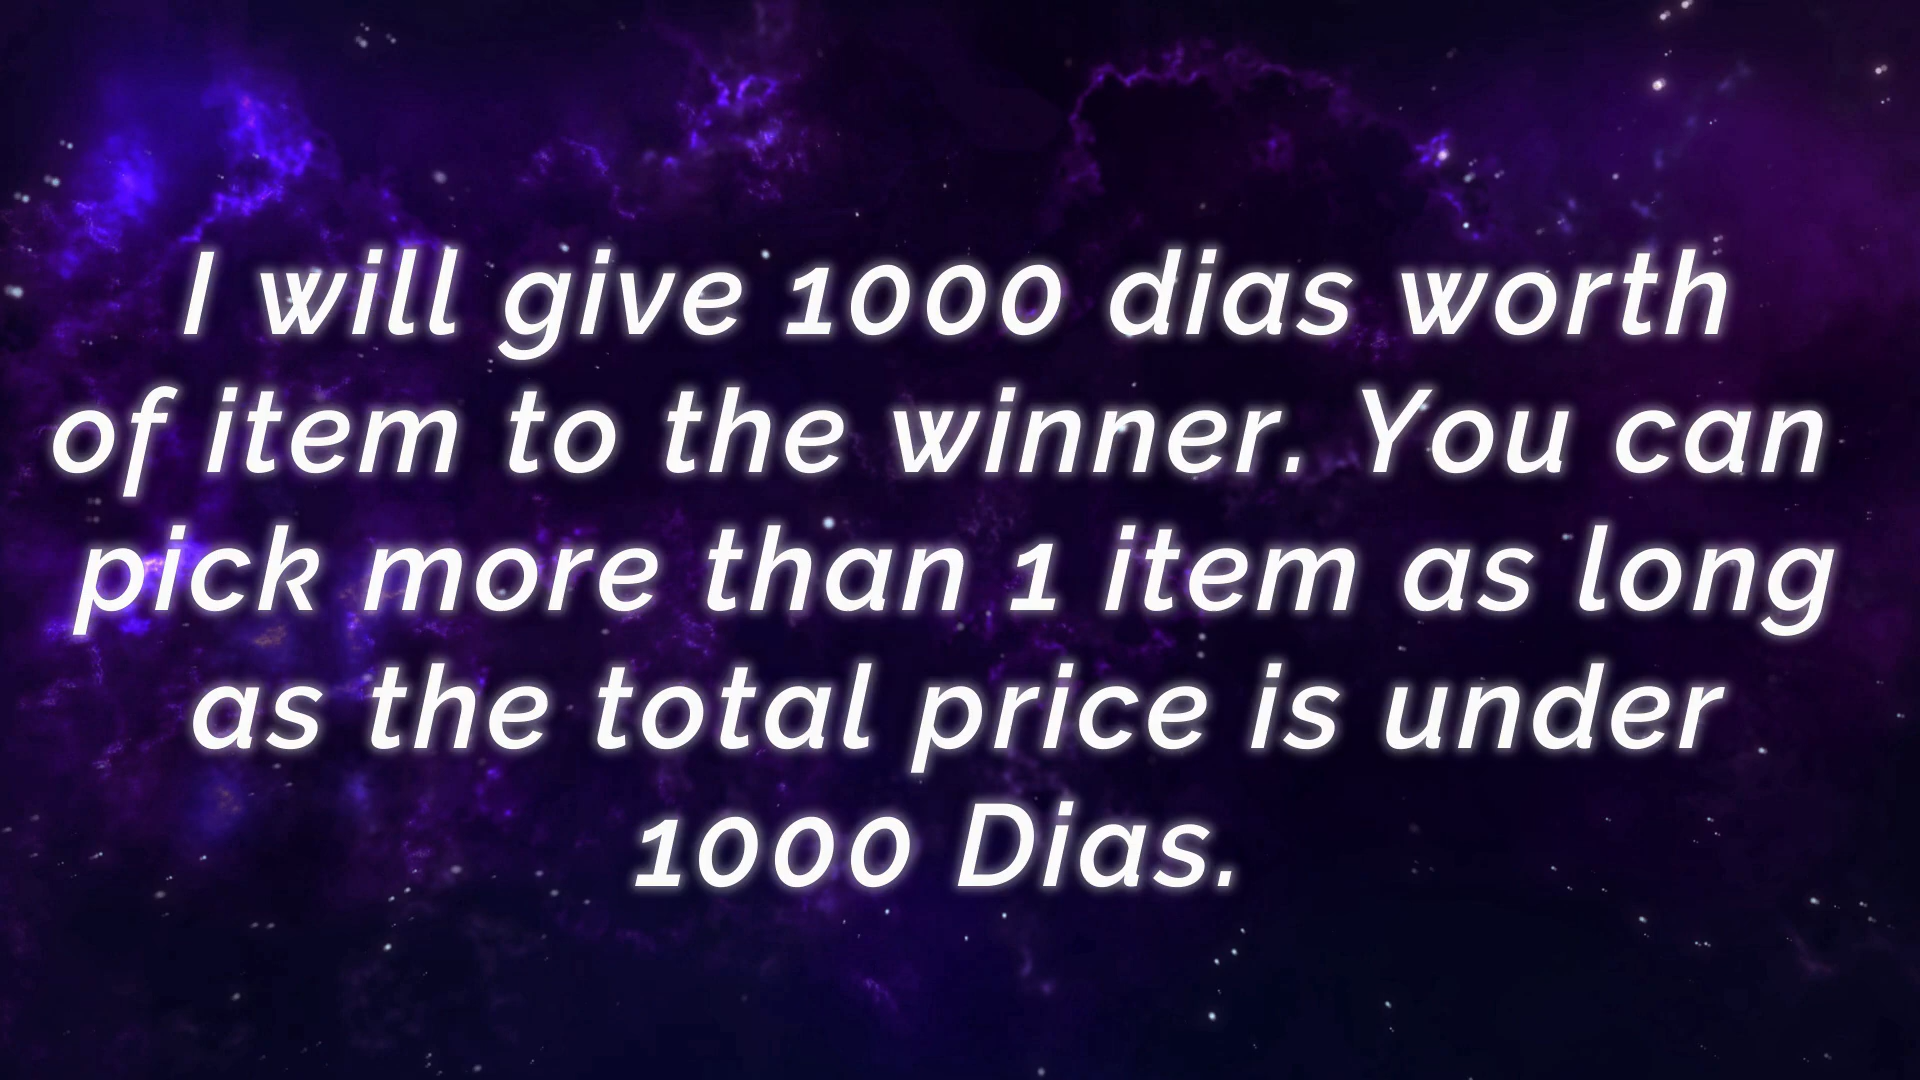 I will give 1000 dias worth
of item to the winner. You can
pick more than 1 item as long
as the total price is under
1000 Dias.